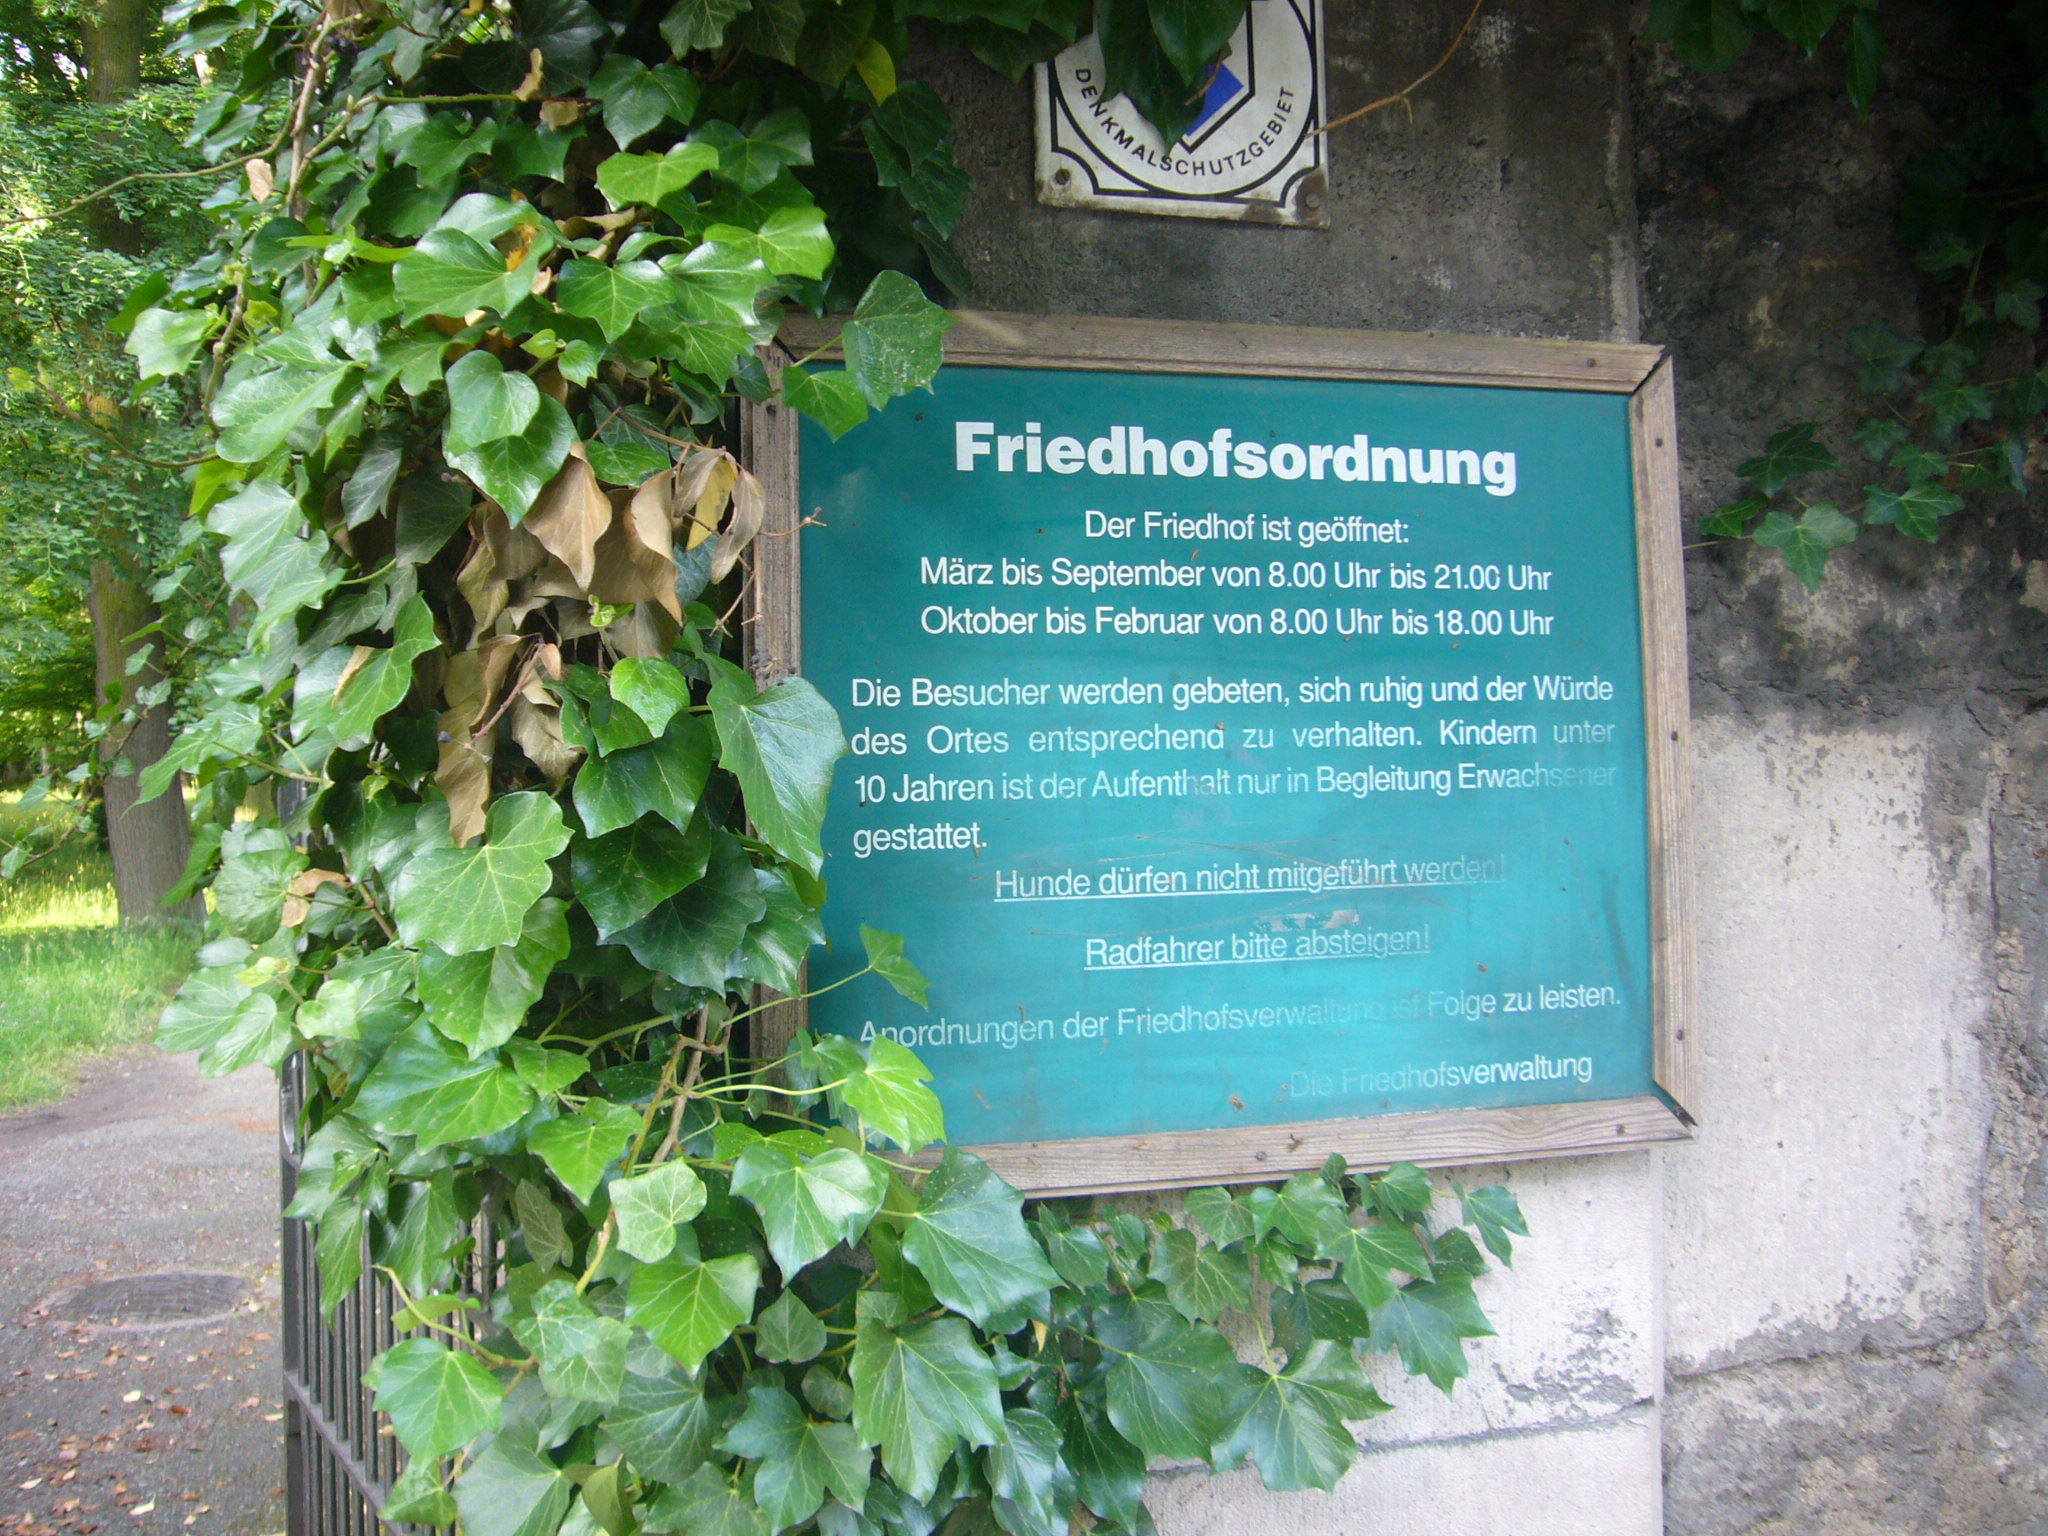 DENKMALSCHUTZGEBIET
Friedhofsordnung
Der Friedhof ist geöffnet:
März bis September von 8.00 Uhr bis 21.00 Uhr
Oktober bis Februar von 8.00 Uhr bis 18.00 Uhr
Die Besucher werden gebeten, sich ruhig und der Würde
des Ortes entsprechend zu verhalten. Kindern unter
10 Jahren ist der Aufenthalt nur in Begleitung Erwachsener
gestattet.
Hunde dürfen nicht mitgeführt werden!
Radfahrer bitte absteigen!
Anordnungen der Friedhofsverwaltung ist Folge zu leisten.
Die Friedhofsverwaltung